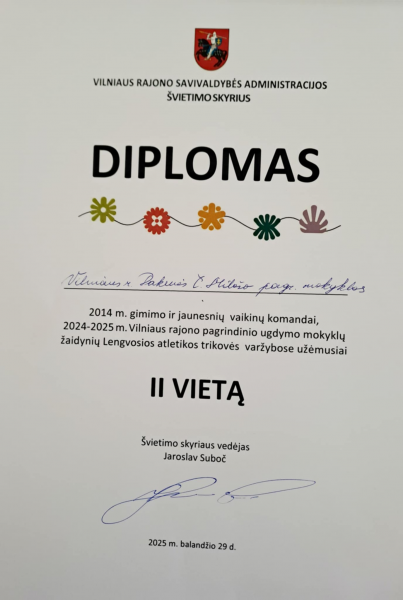 VILNIAUS RAJONO SAVIVALDYBĖS ADMINISTRACIJOS
ŠVIETIMO SKYRIUS
DIPLOMAS
Vilniaus r. Pakenės Č. Milošo pagr. mokyklos
2014 m. gimimo ir jaunesnių vaikinų komandai,
2024-2025 m. Vilniaus rajono pagrindinio ugdymo mokyklų
žaidynių Lengvosios atletikos trikovės varžybose užėmusiai
II VIETĄ
Švietimo skyriaus vedėjas
Jaroslav Suboč
2025 m. balandžio 29 d.